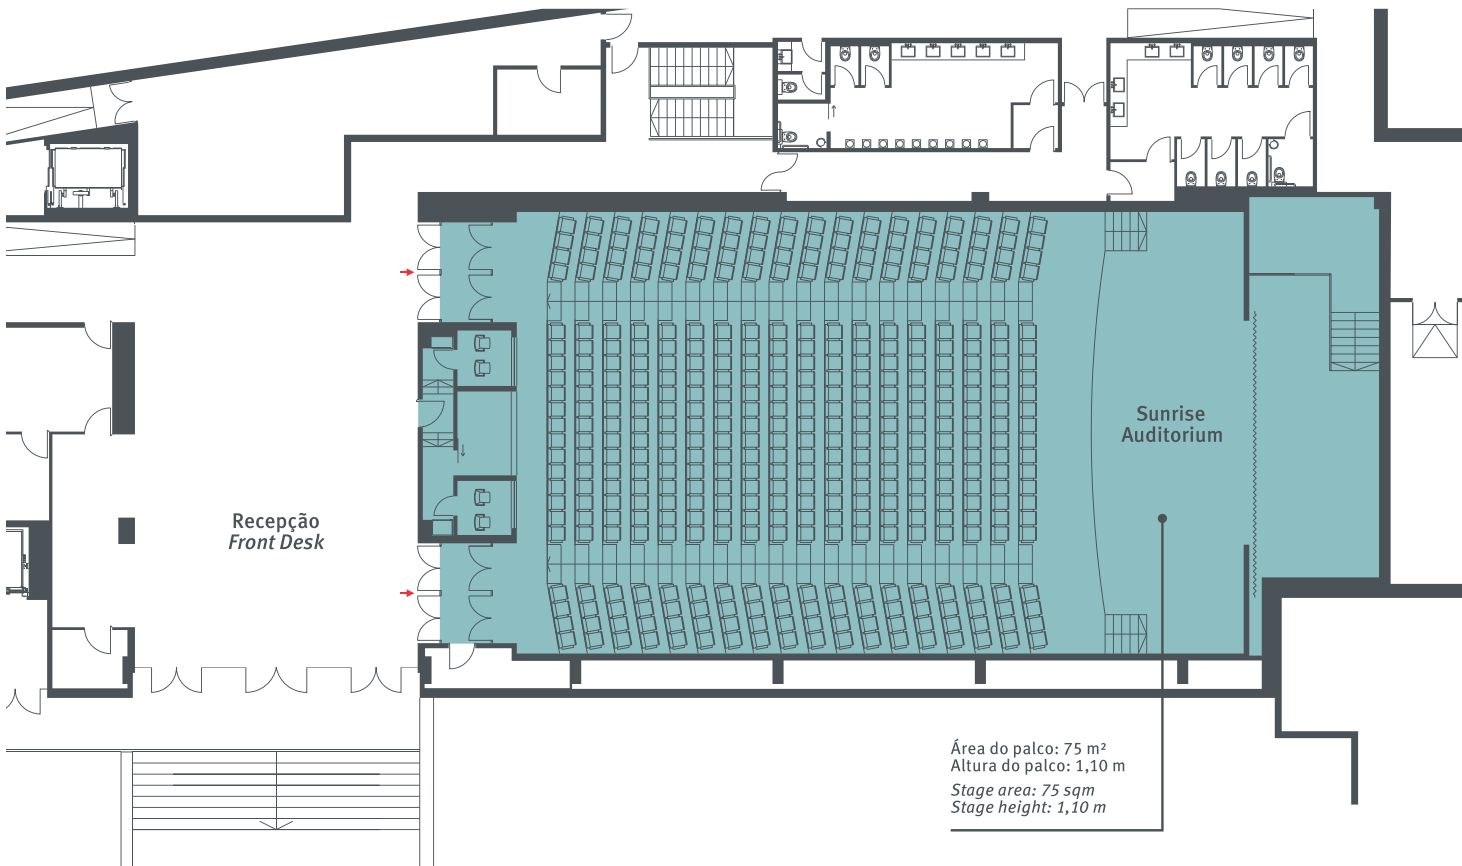 Sunrise
Auditorium
Recepção
Front Desk
Área do palco: 75 m²
Altura do palco: 1,10 m
Stage area: 75 sqm
Stage height: 1,10 m